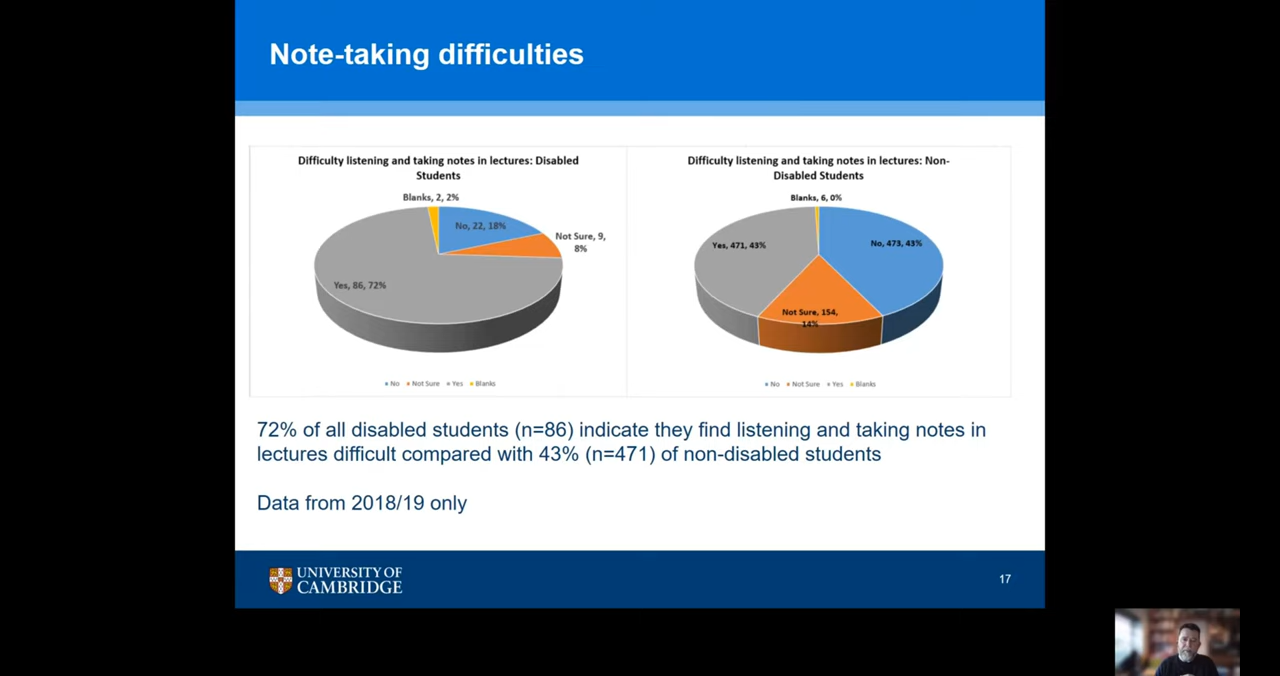 Note-taking difficulties
Difficulty listening and taking notes in lectures: Disabled
Students
Blanks, 2, 2%
No, 22, 18%
Not Sure, 9,
8%
Yes, 86, 72%
No Not Sure Yes Blanks
Difficulty listening and taking notes in lectures: Non-
Disabled Students
Blanks, 6, 0%
Yes, 471, 43%
No, 473, 43%
Not Sure, 154,
14%
No Not Sure Yes Blanks
72% of all disabled students (n=86) indicate they find listening and taking notes in
lectures difficult compared with 43% (n=471) of non-disabled students
Data from 2018/19 only
UNIVERSITY OF
CAMBRIDGE
17